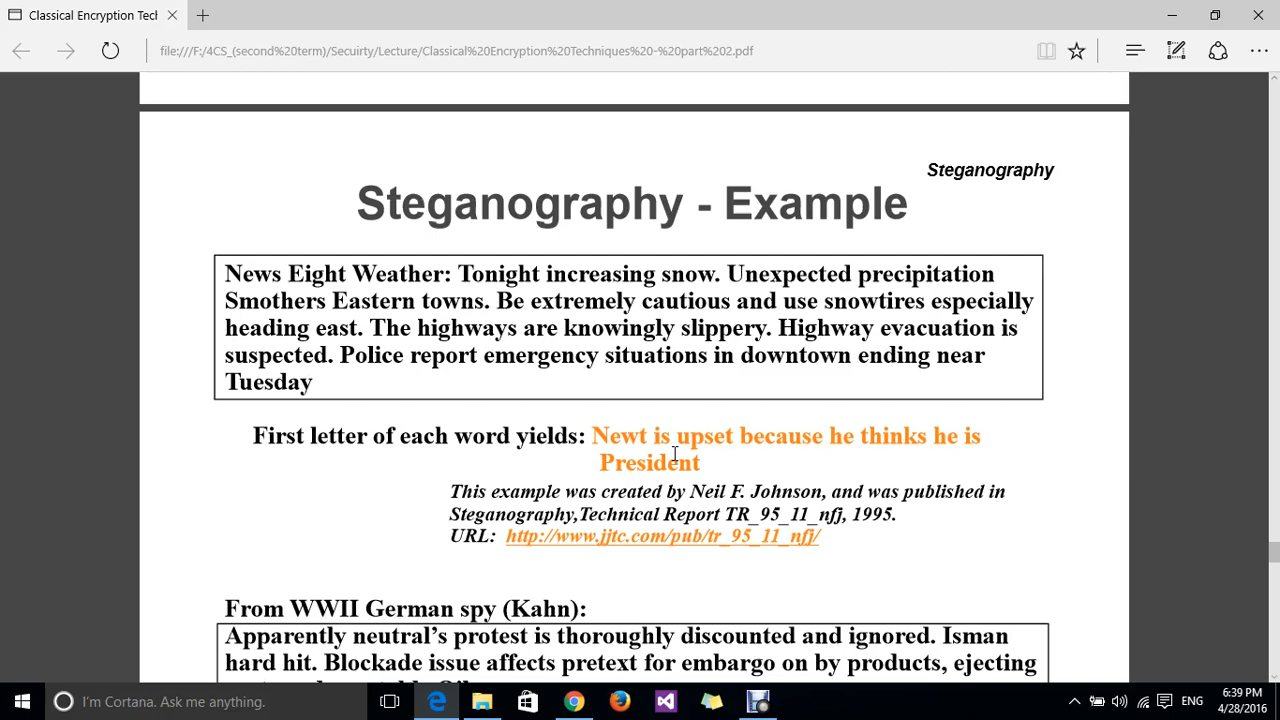 Classical Encryption Tech
file:///F:/4CS_(second%20term)/Secuirty/Lecture/Classical%20Encryption%20Techniques%20-%20part%202.pdf
Steganography
Steganography - Example
News Eight Weather: Tonight increasing snow. Unexpected precipitation
Smothers Eastern towns. Be extremely cautious and use snowtires especially
heading east. The highways are knowingly slippery. Highway evacuation is
suspected. Police report emergency situations in downtown ending near
Tuesday
First letter of each word yields: Newt is upset because he thinks he is
President
This example was created by Neil F. Johnson, and was published in
Steganography,Technical Report TR_95_11_nfj, 1995.
URL: http://www.jjtc.com/pub/tr_95_11_nfj/
From WWII German spy (Kahn):
Apparently neutral's protest is thoroughly discounted and ignored. Isman
hard hit. Blockade issue affects pretext for embargo on by products, ejecting
I'm Cortana. Ask me anything.
ENG
6:39 PM
4/28/2016